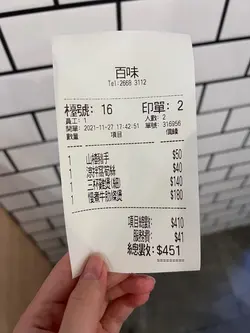 百味
Tel:2668 3112
檯號: 16 印單: 2
員工: 1 人數: 2
開單: 2021-11-27 17:42:51 單號: 316956
數量 項目 價錢
1 $50
1 $40
1 $140
1 $180
項目總數: $410
服務費: $41
總數: $451